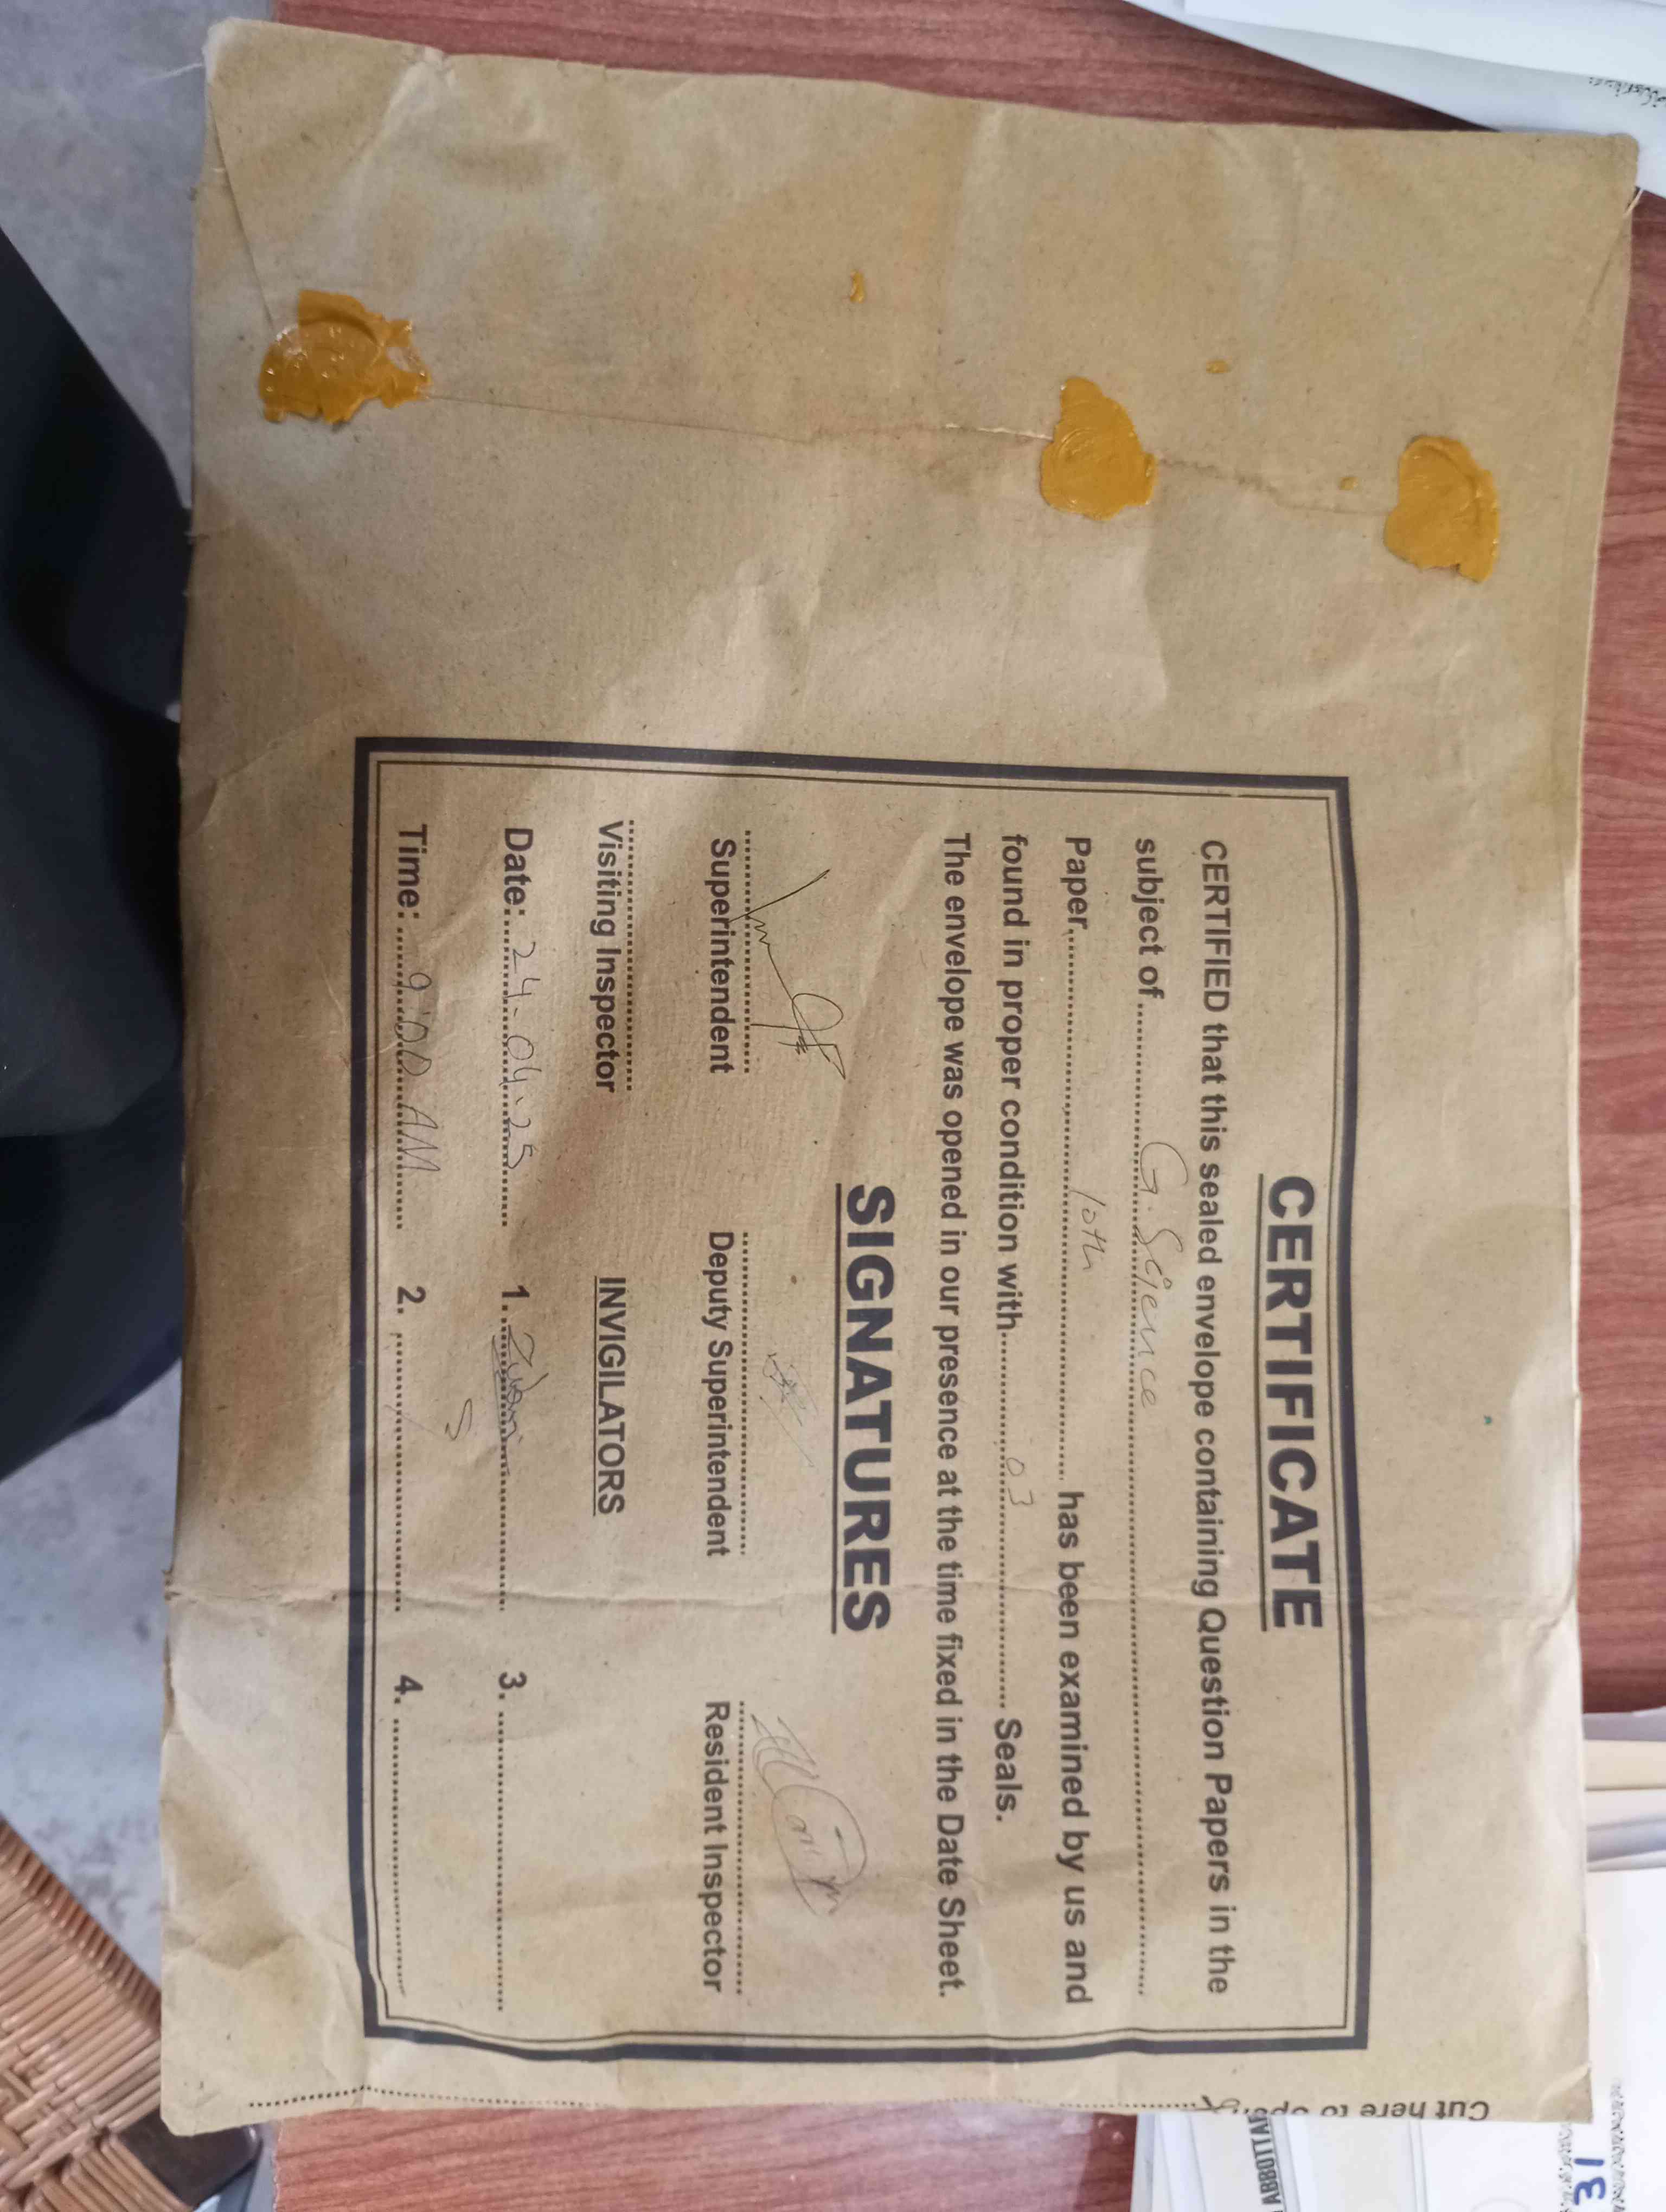 CERTIFICATE
CERTIFIED that this sealed envelope containing Question Papers in the
subject of..........G. Science..........
Paper..........10th.......... has been examined by us and
found in proper condition with..........03.......... Seals.
The envelope was opened in our presence at the time fixed in the Date Sheet.
SIGNATURES
Superintendent Deputy Superintendent Resident Inspector
Visiting Inspector INVIGILATORS
Date:..........24-04-25.......... 1. .......... 3. ..........
Time: ..........9:00 AM.......... 2. .......... 4. ..........
Cut here to open
31